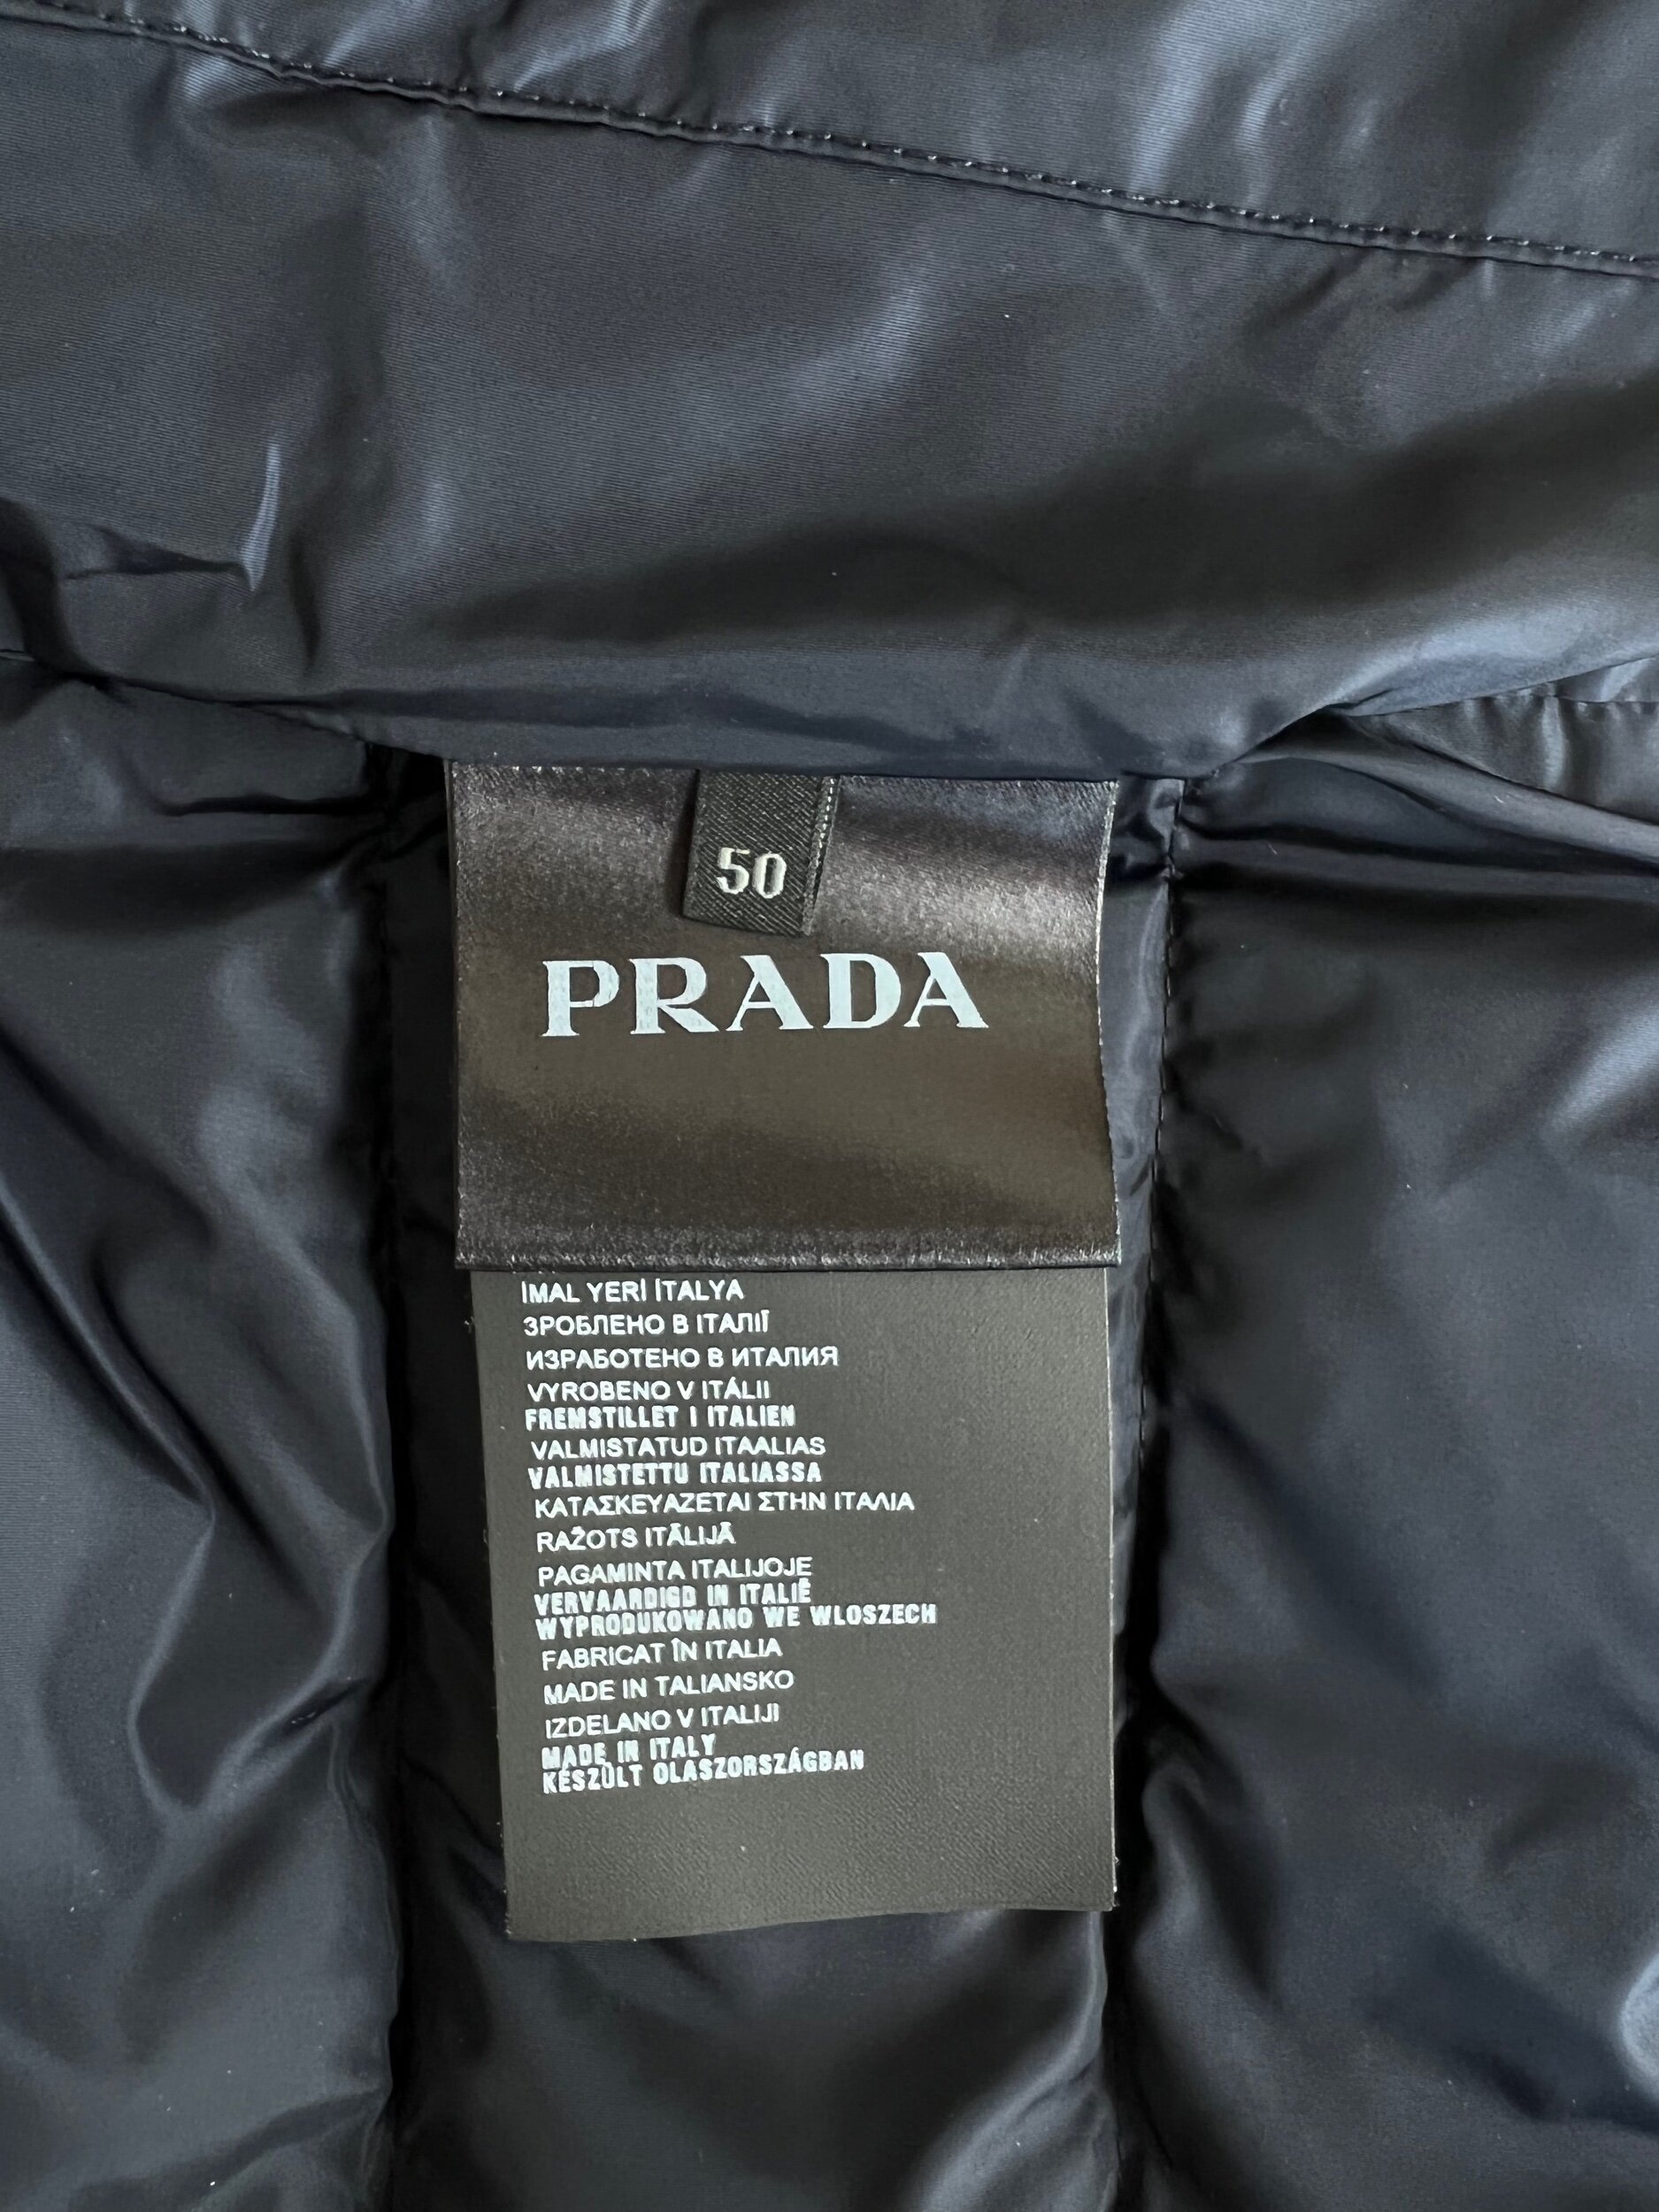 50
PRADA
İMAL YERİ İTALYA
ЗРОБЛЕНО В ІТАЛІЇ
ИЗРАБОТЕНО В ИТАЛИЯ
VYROBENO V ITÁLII
FREMSTILLET I ITALIEN
VALMISTATUD ITAALIAS
VALMISTETTU ITALIASSA
ΚΑΤΑΣΚΕΥΑΖΕΤΑΙ ΣΤΗΝ ΙΤΑΛΙΑ
RAŽOTS ITĀLIJĀ
PAGAMINTA ITALIJOJE
VERVAARDIGD IN ITALIË
WYPRODUKOWANO WE WLOSZECH
FABRICAT ÎN ITALIA
MADE IN TALIANSKO
IZDELANO V ITALIJI
MADE IN ITALY
KÉSZÜLT OLASZORSZÁGBAN